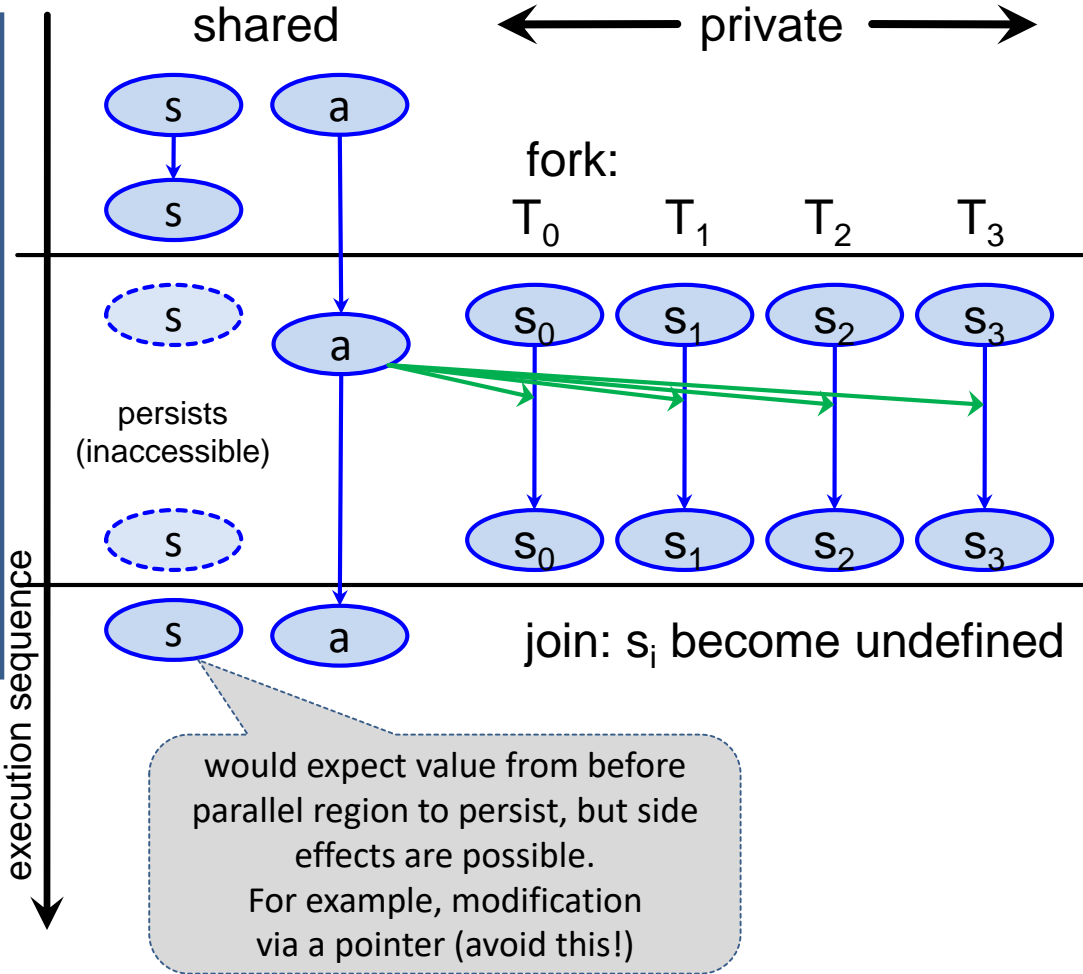 shared private
s a
fork:
s
T₀ T₁ T₂ T₃
s s₀ s₁ s₂ s₃
a
persists
(inaccessible)
s s₀ s₁ s₂ s₃
s a
join: sᵢ become undefined
execution sequence
would expect value from before
parallel region to persist, but side
effects are possible.
For example, modification
via a pointer (avoid this!)